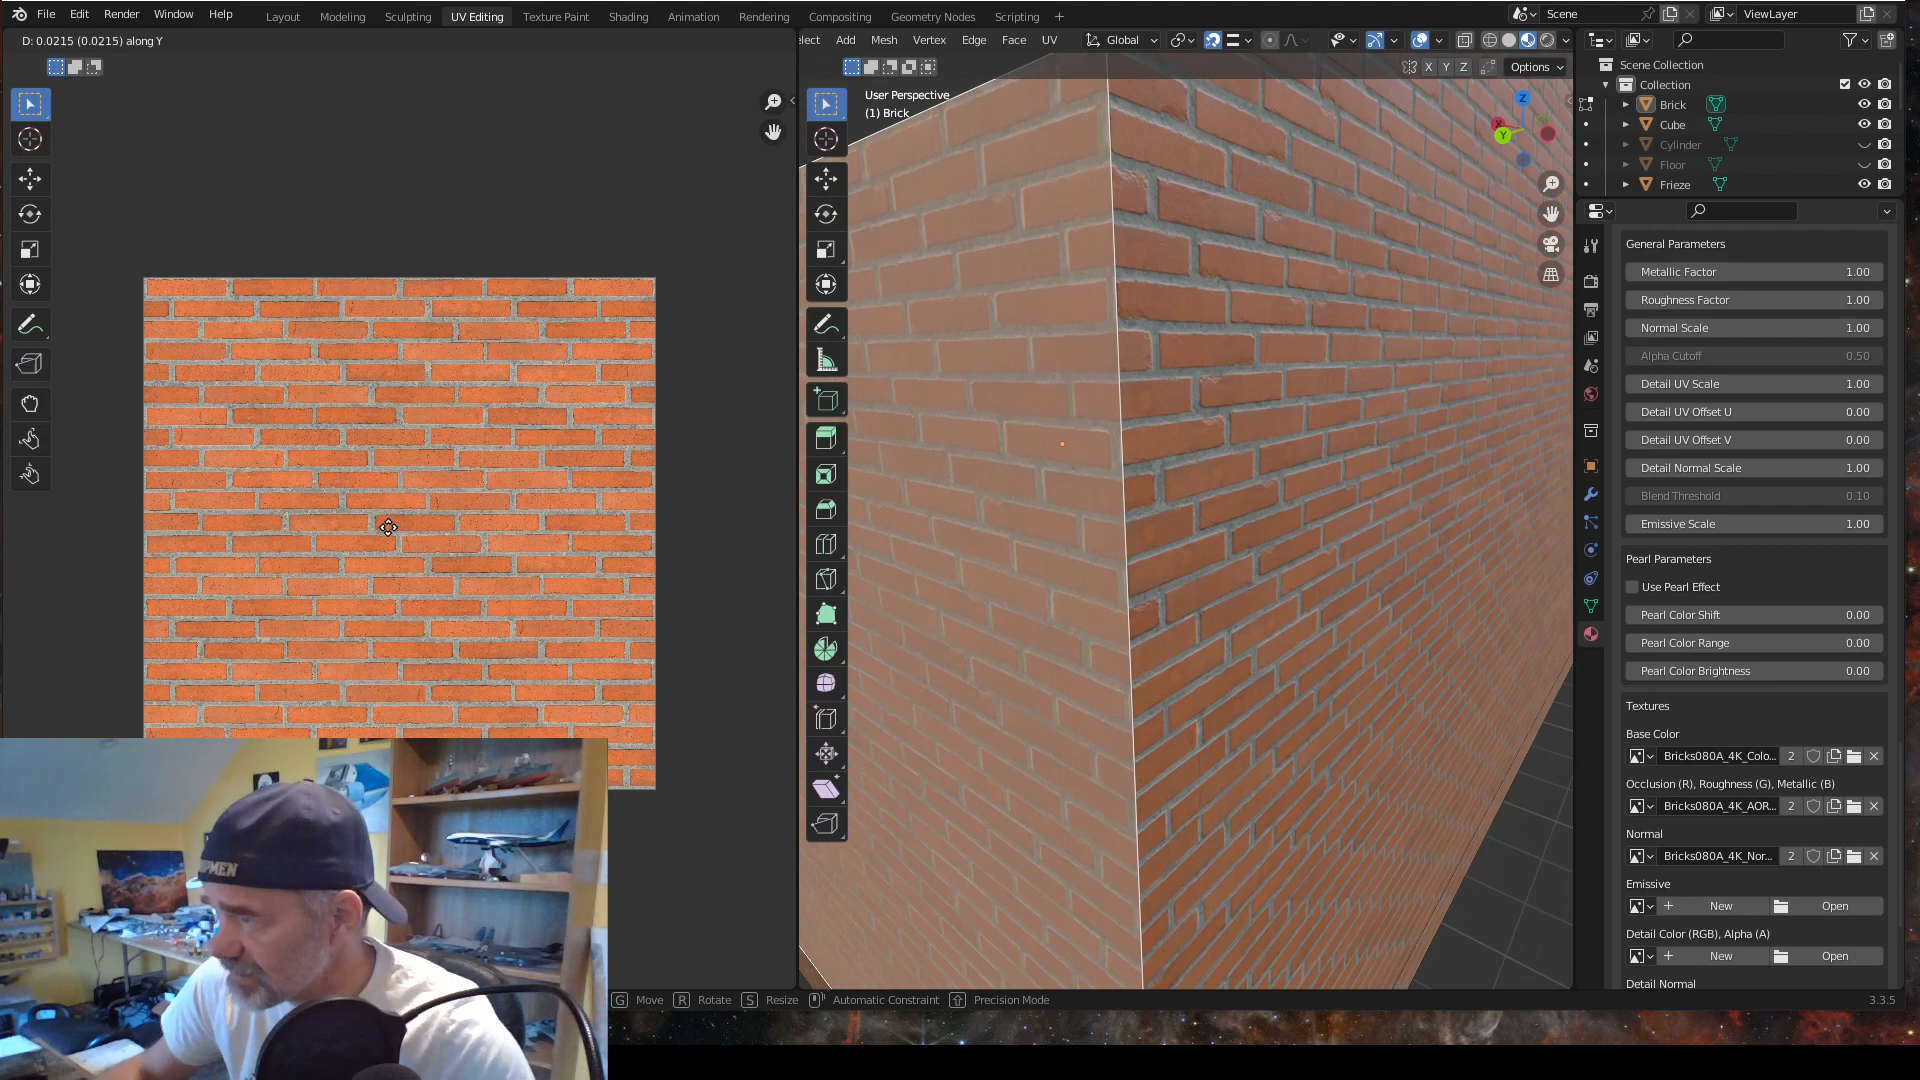 File Edit Render Window Help
Layout Modeling Sculpting UV Editing Texture Paint Shading Animation Rendering Compositing Geometry Nodes Scripting +
Scene
ViewLayer
D: 0.0215 (0.0215) along Y
lect Add Mesh Vertex Edge Face UV
Global
X Y Z
Options
User Perspective
(1) Brick
Z
X
Y
Scene Collection
Collection
Brick
Cube
Cylinder
Floor
Frieze
General Parameters
Metallic Factor 1.00
Roughness Factor 1.00
Normal Scale 1.00
Alpha Cutoff 0.50
Detail UV Scale 1.00
Detail UV Offset U 0.00
Detail UV Offset V 0.00
Detail Normal Scale 1.00
Blend Threshold 0.10
Emissive Scale 1.00
Pearl Parameters
Use Pearl Effect
Pearl Color Shift 0.00
Pearl Color Range 0.00
Pearl Color Brightness 0.00
Textures
Base Color
Bricks080A_4K_Colo... 2
Occlusion (R), Roughness (G), Metallic (B)
Bricks080A_4K_AOR... 2
Normal
Bricks080A_4K_Nor... 2
Emissive
+ New Open
Detail Color (RGB), Alpha (A)
+ New Open
Detail Normal
G Move R Rotate S Resize Automatic Constraint Precision Mode
3.3.5